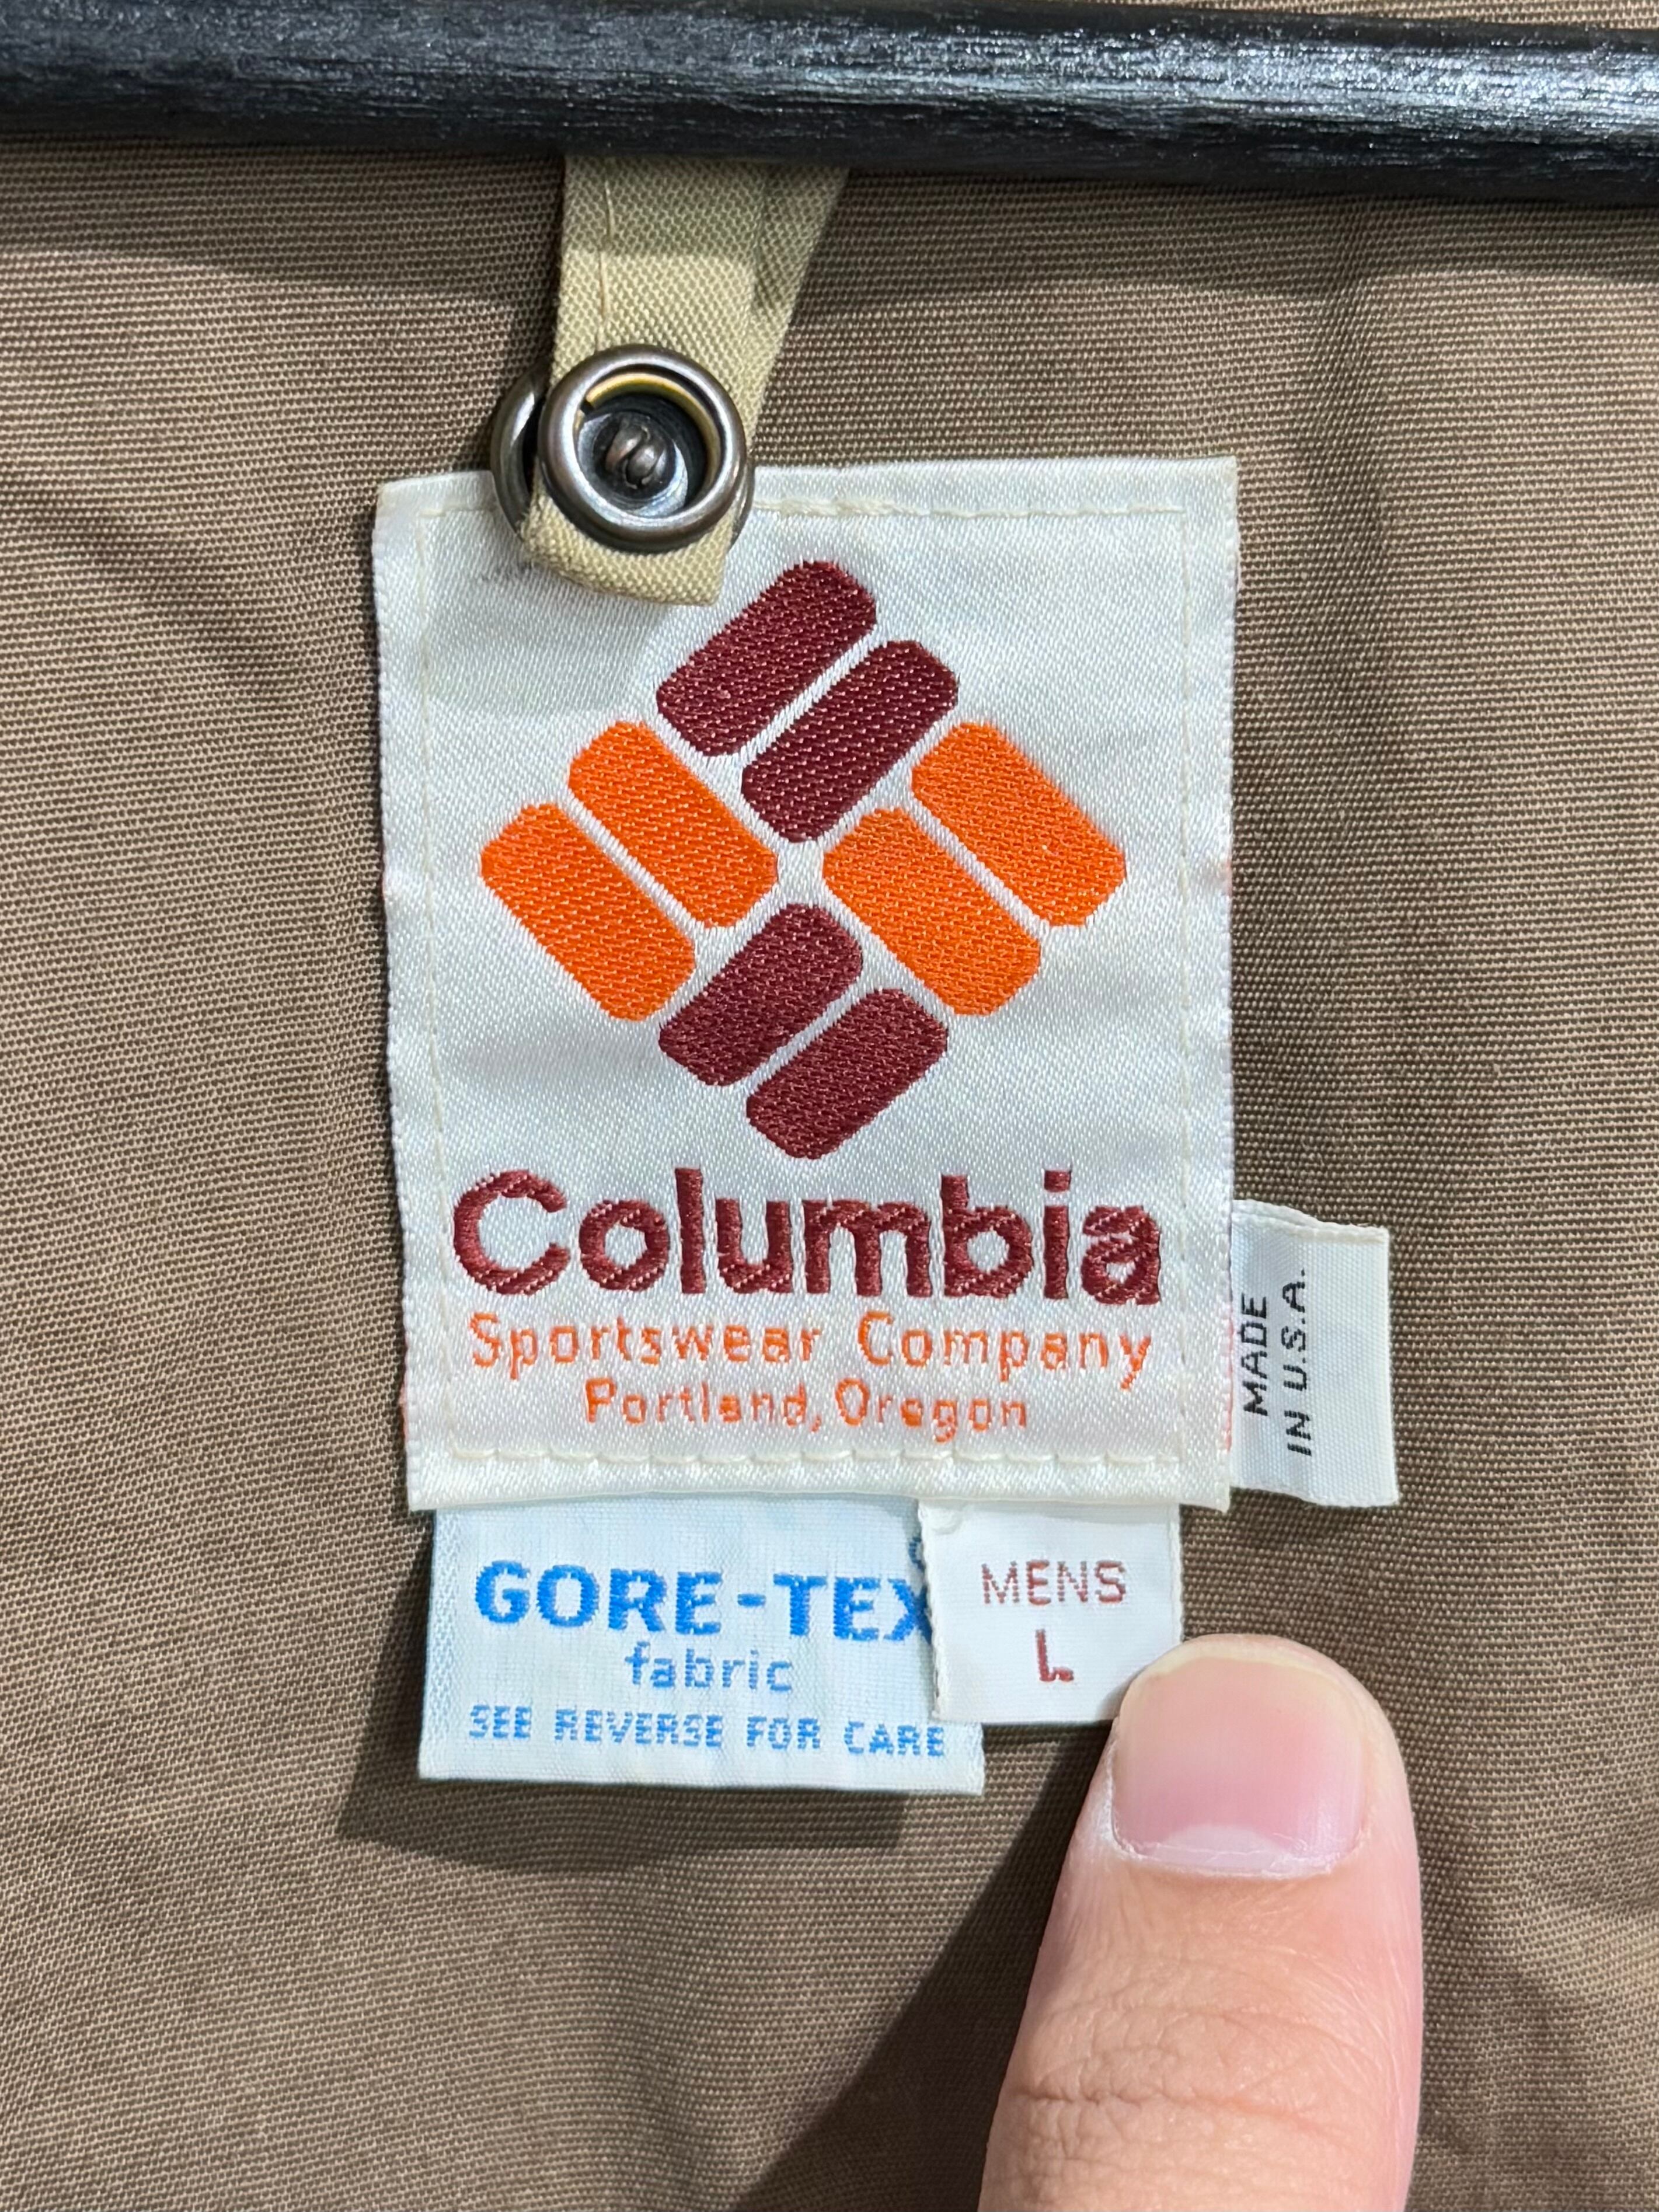 Columbia
Sportswear Company
Portland, Oregon
MADE
IN U.S.A.
GORE-TEX
fabric
SEE REVERSE FOR CARE
MENS
L